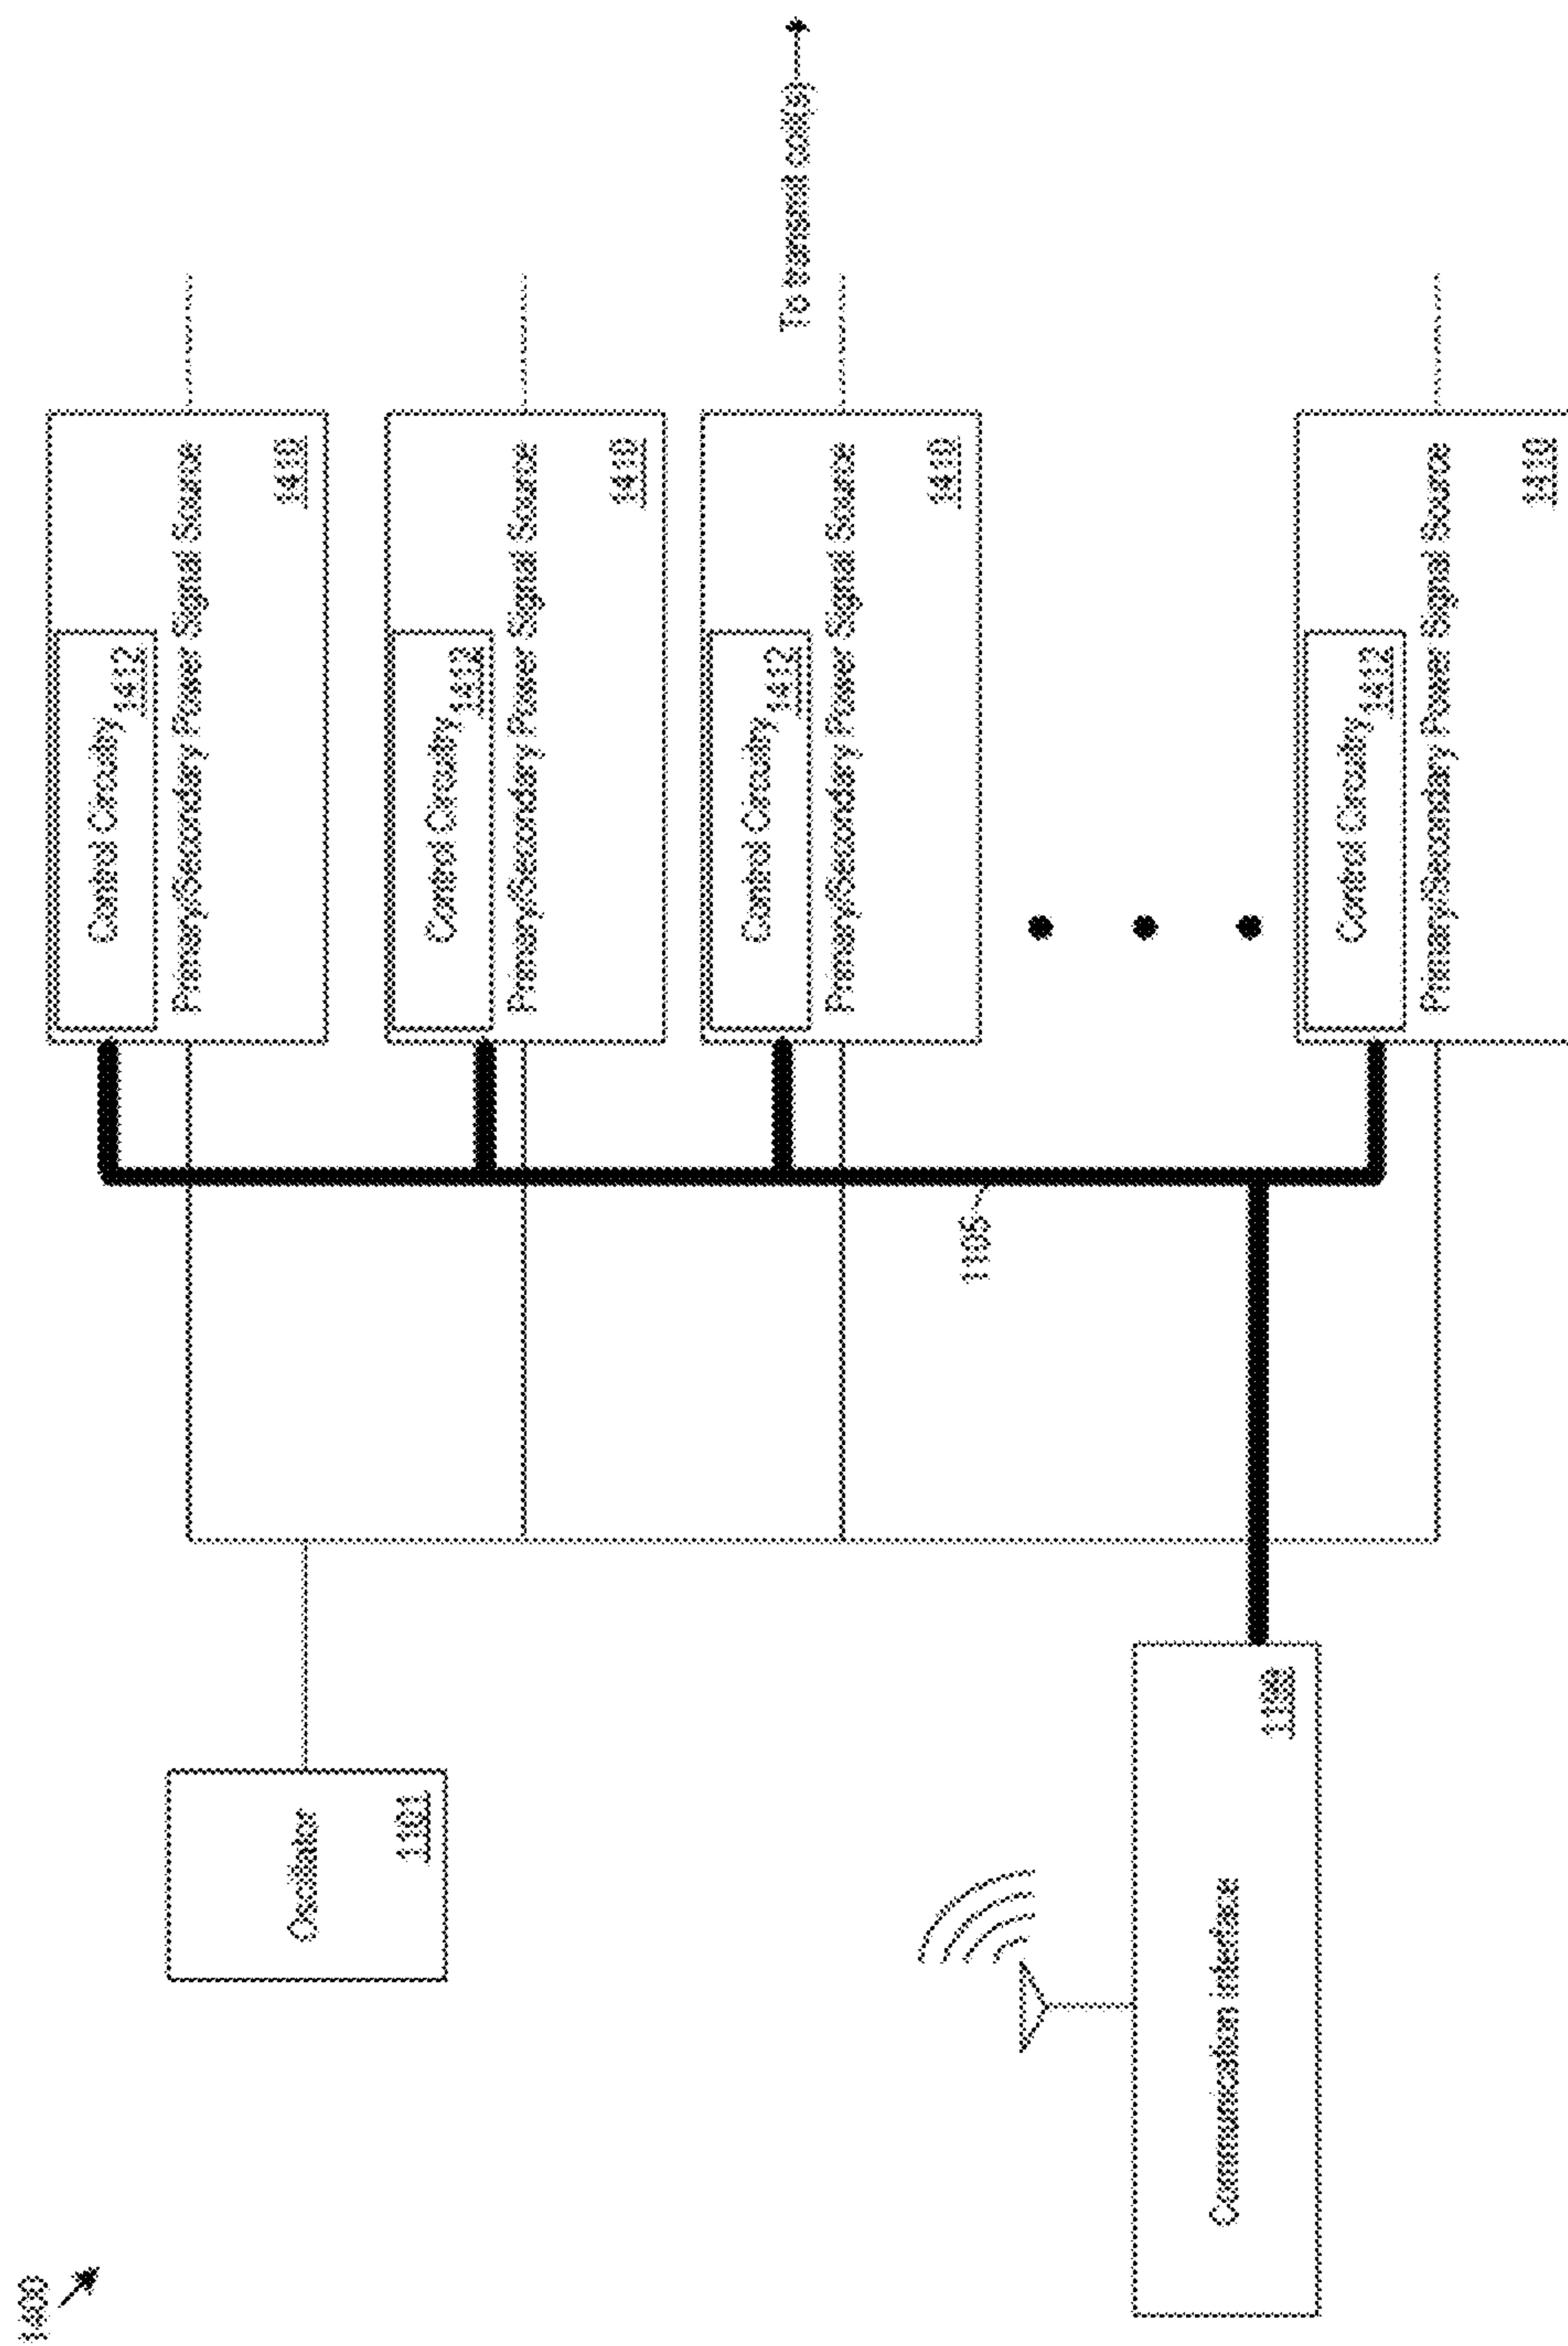 1400
Oscillator
1101
Communication Interface
1198
1105
Control Circuitry
1412
Primary/Secondary Power Signal Source
1410
Control Circuitry
1412
Primary/Secondary Power Signal Source
1410
Control Circuitry
1412
Primary/Secondary Power Signal Source
1410
Control Circuitry
1412
Primary/Secondary Power Signal Source
1410
To transmit coil(s)